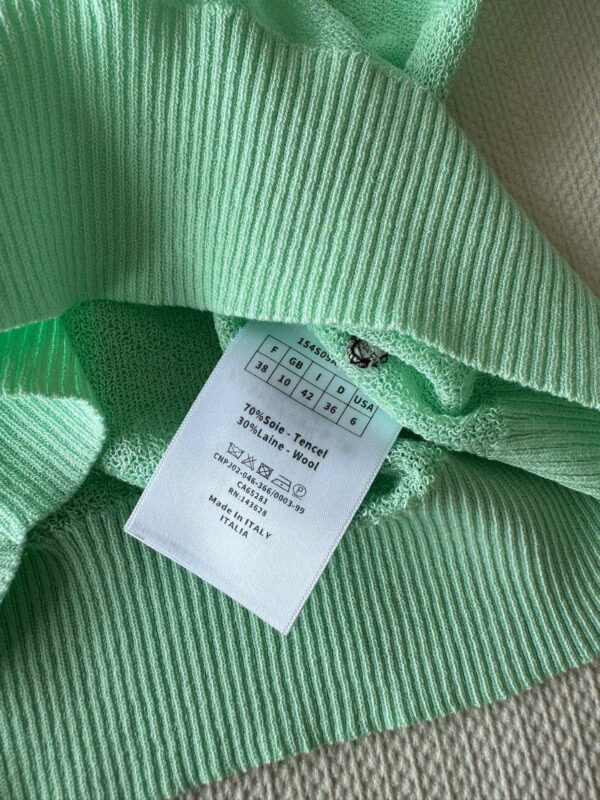 F GB I D USA
38 10 42 36 6
70%Soie - Tencel
30%Laine - Wool
CNPJ02-046-366/0003-99
CA65281
RN:143628
Made in ITALY
ITALIA